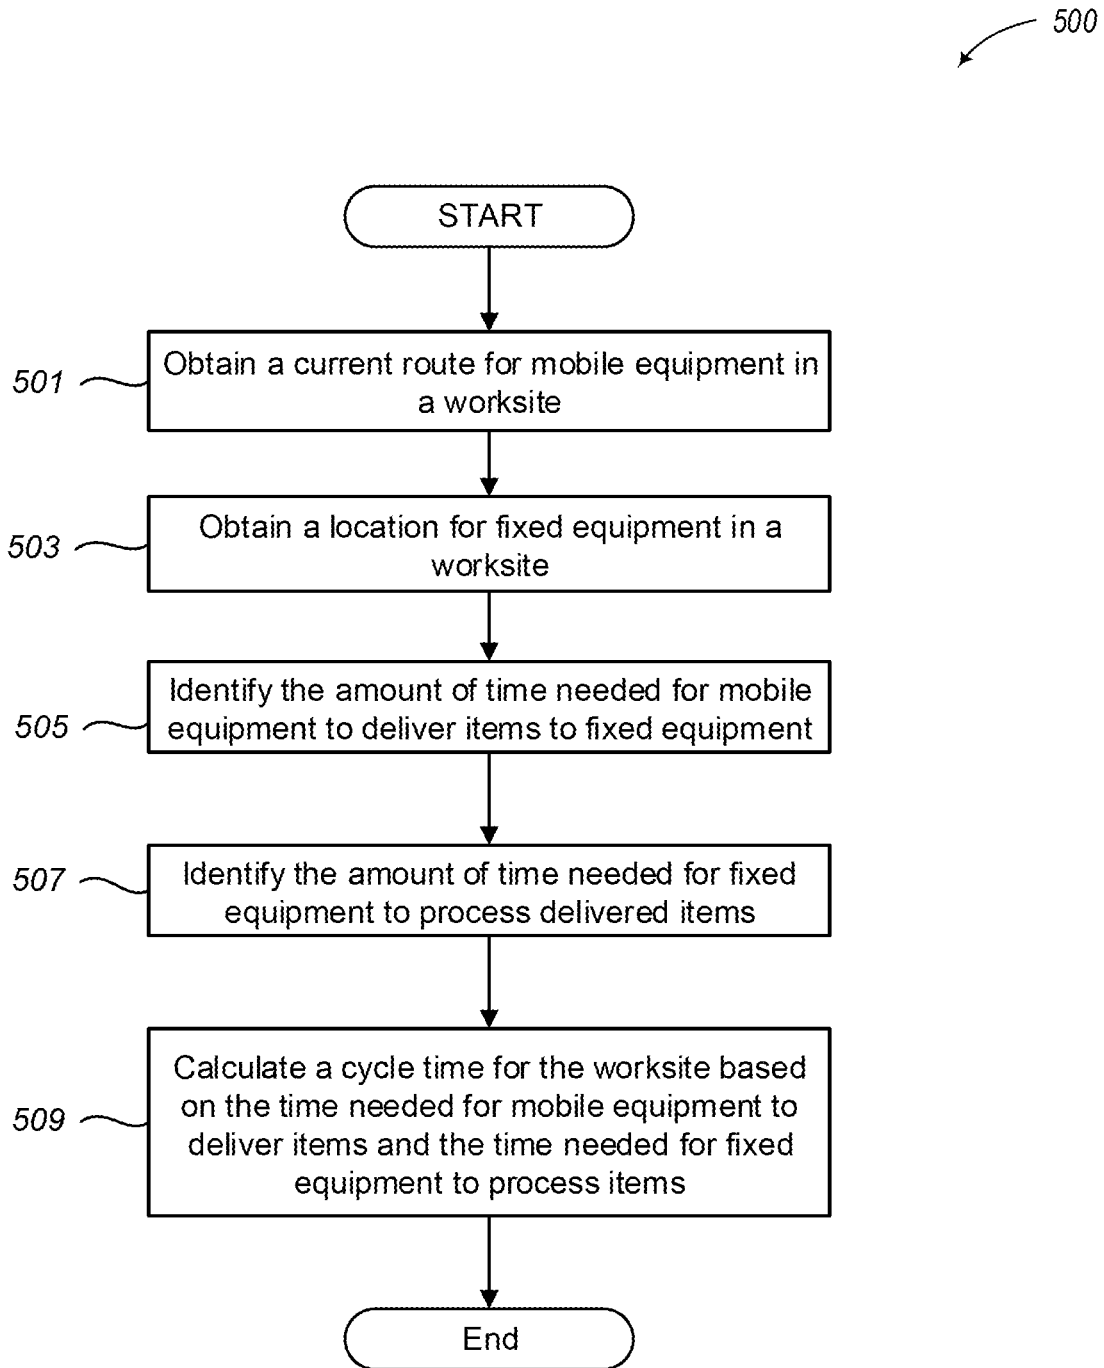 500
START
501
Obtain a current route for mobile equipment in
a worksite
503
Obtain a location for fixed equipment in a
worksite
505
Identify the amount of time needed for mobile
equipment to deliver items to fixed equipment
507
Identify the amount of time needed for fixed
equipment to process delivered items
509
Calculate a cycle time for the worksite based
on the time needed for mobile equipment to
deliver items and the time needed for fixed
equipment to process items
End